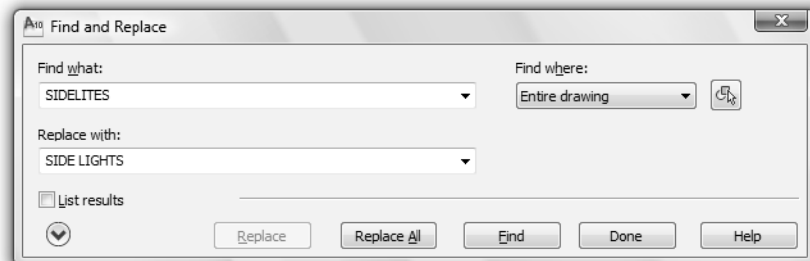 A10 Find and Replace
Find what:
Find where:
SIDELITES
Entire drawing
Replace with:
SIDE LIGHTS
List results
Replace
Replace All
Find
Done
Help